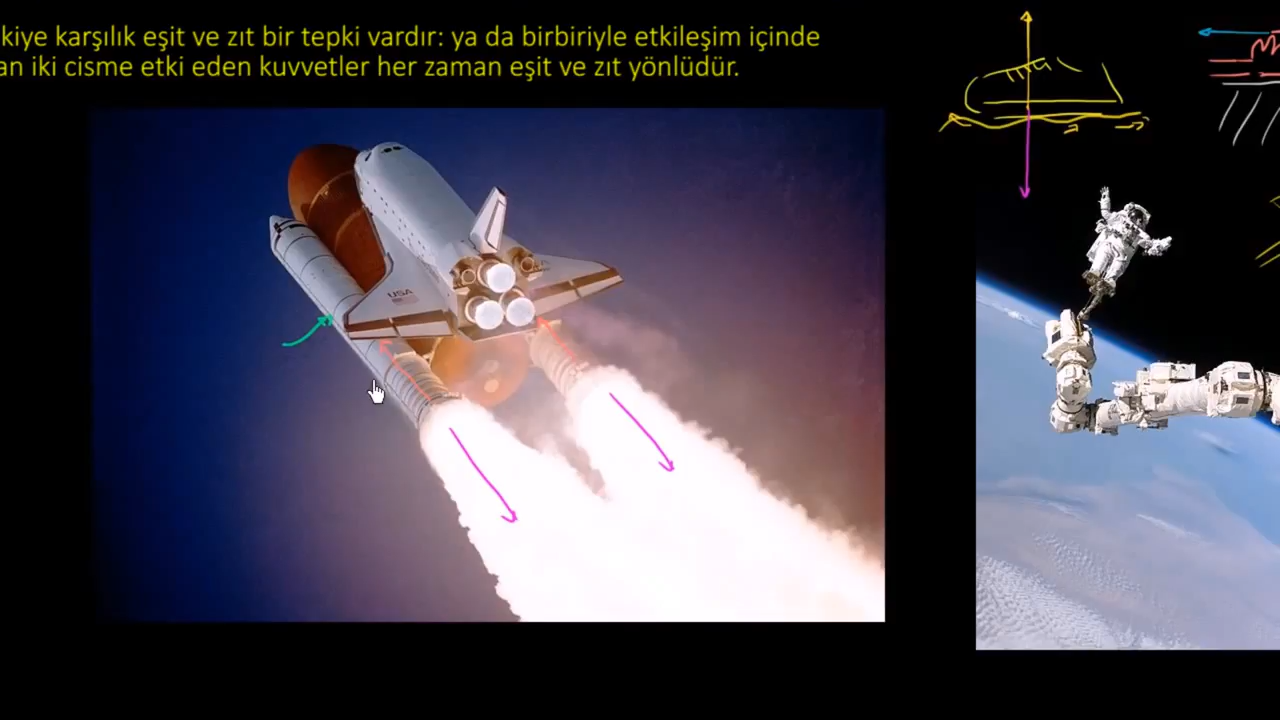 kiye karşılık eşit ve zıt bir tepki vardır: ya da birbiriyle etkileşim içinde
an iki cisme etki eden kuvvetler her zaman eşit ve zıt yönlüdür.
USA